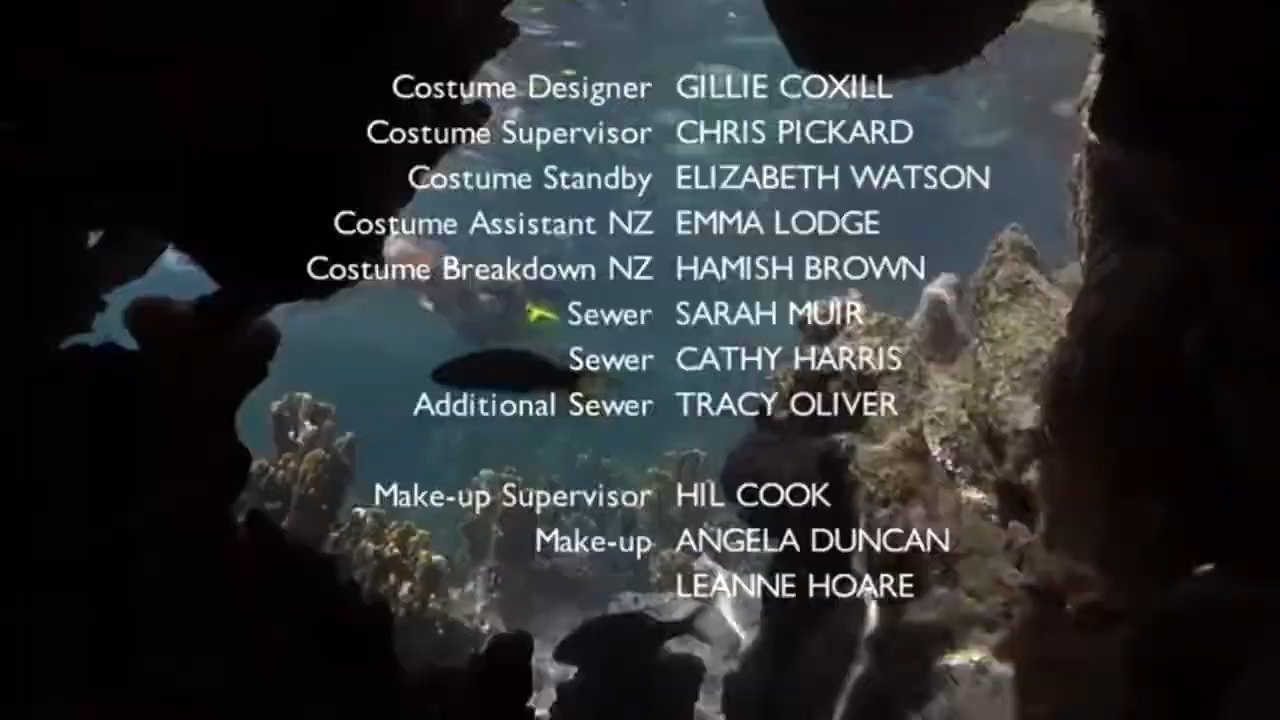 Costume Designer GILLIE COXILL
Costume Supervisor CHRIS PICKARD
Costume Standby ELIZABETH WATSON
Costume Assistant NZ EMMA LODGE
Costume Breakdown NZ HAMISH BROWN
Sewer SARAH MUIR
Sewer CATHY HARRIS
Additional Sewer TRACY OLIVER
Make-up Supervisor HIL COOK
Make-up ANGELA DUNCAN
LEANNE HOARE